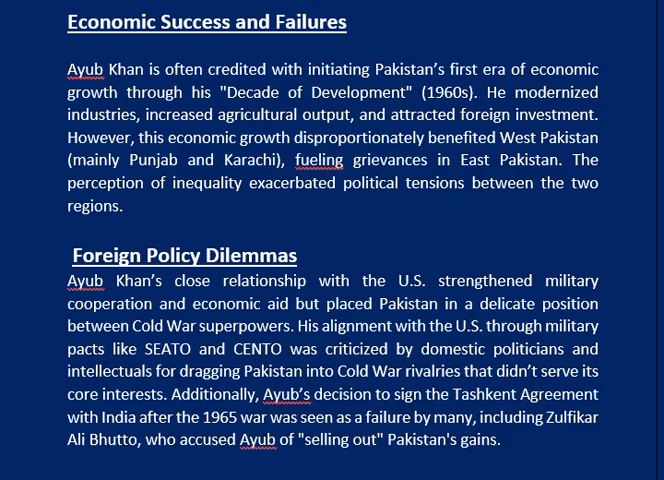 Economic Success and Failures
Ayub Khan is often credited with initiating Pakistan's first era of economic
growth through his "Decade of Development" (1960s). He modernized
industries, increased agricultural output, and attracted foreign investment.
However, this economic growth disproportionately benefited West Pakistan
(mainly Punjab and Karachi), fueling grievances in East Pakistan. The
perception of inequality exacerbated political tensions between the two
regions.
Foreign Policy Dilemmas
Ayub Khan's close relationship with the U.S. strengthened military
cooperation and economic aid but placed Pakistan in a delicate position
between Cold War superpowers. His alignment with the U.S. through military
pacts like SEATO and CENTO was criticized by domestic politicians and
intellectuals for dragging Pakistan into Cold War rivalries that didn't serve its
core interests. Additionally, Ayub's decision to sign the Tashkent Agreement
with India after the 1965 war was seen as a failure by many, including Zulfikar
Ali Bhutto, who accused Ayub of "selling out" Pakistan's gains.